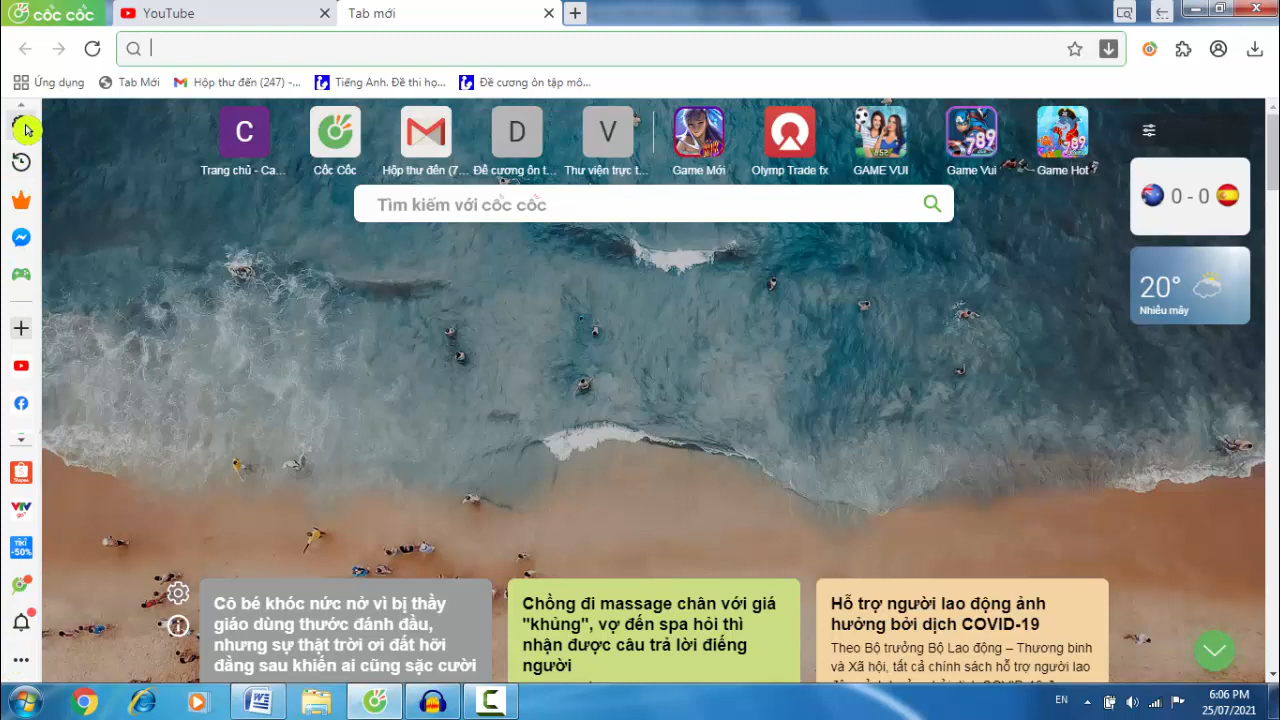 cốc cốc
YouTube
Tab mới
Ứng dụng
Tab Mới
Hộp thư đến (247) -...
Tiếng Anh. Đề thi họ...
Đề cương ôn tập mô...
C
D
V
Trang chủ - Ca...
Cốc Cốc
Hộp thư đến (7...
Đề cương ôn t...
Thư viện trực t...
Game Mới
Olymp Trade fx
GAME VUI
Game Vui
Game Hot
789
789
Tìm kiếm với cốc cốc
0 - 0
20°
Nhiều mây
Shopee
VTV
go
TIKI
-50%
Cô bé khóc nức nở vì bị thầy
giáo dùng thước đánh đầu,
nhưng sự thật trời ơi đất hỡi
đằng sau khiến ai cũng sặc cười
Chồng đi massage chân với giá
"khủng", vợ đến spa hỏi thì
nhận được câu trả lời điếng
người
Hỗ trợ người lao động ảnh
hưởng bởi dịch COVID-19
Theo Bộ trưởng Bộ Lao động – Thương binh
và Xã hội, tất cả chính sách hỗ trợ người lao
EN
6:06 PM
25/07/2021